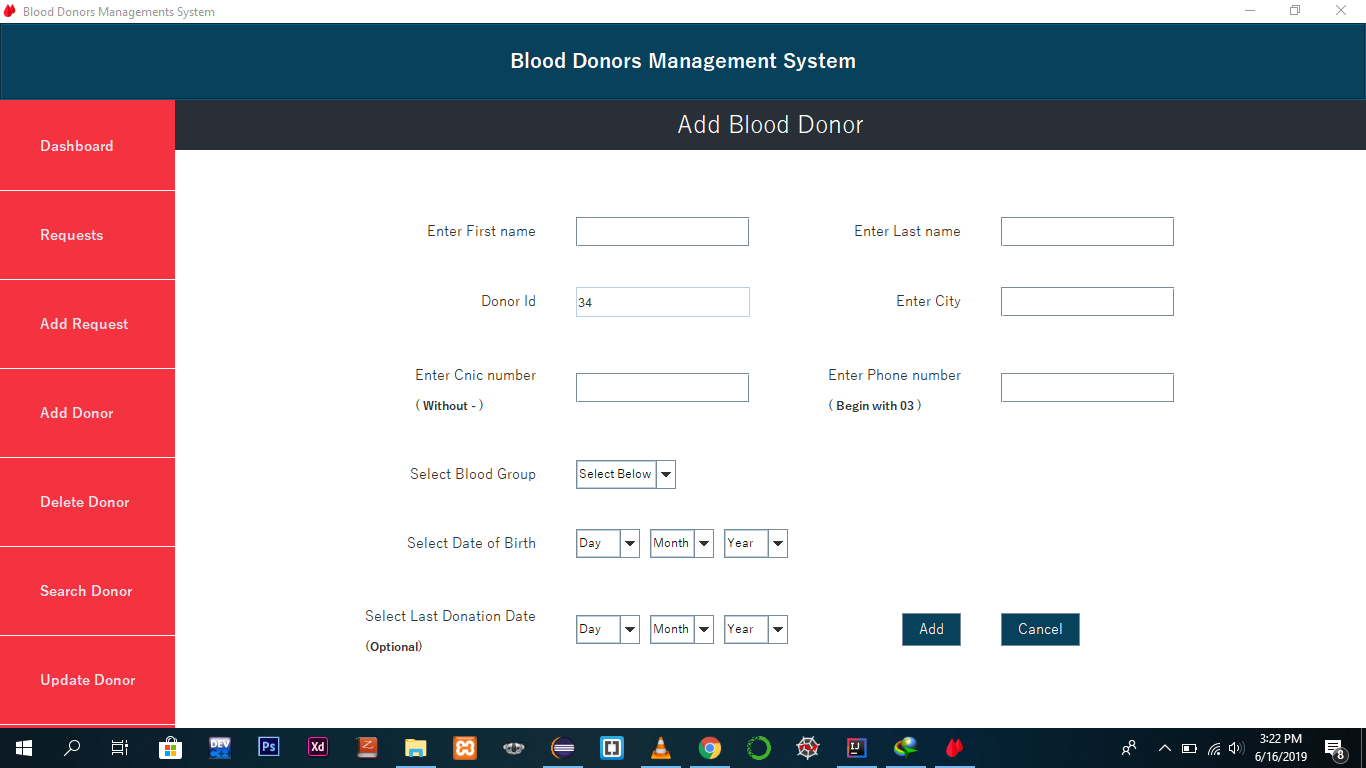 Blood Donors Managements System
Blood Donors Management System
Add Blood Donor
Dashboard
Requests
Add Request
Add Donor
Delete Donor
Search Donor
Update Donor
Enter First name
Enter Last name
Donor Id 34
Enter City
Enter Cnic number
( Without - )
Enter Phone number
( Begin with 03 )
Select Blood Group Select Below
Select Date of Birth Day Month Year
Select Last Donation Date
(Optional)
Day Month Year
Add Cancel
DEV
Ps
Xd
IJ
3:22 PM
6/16/2019
8